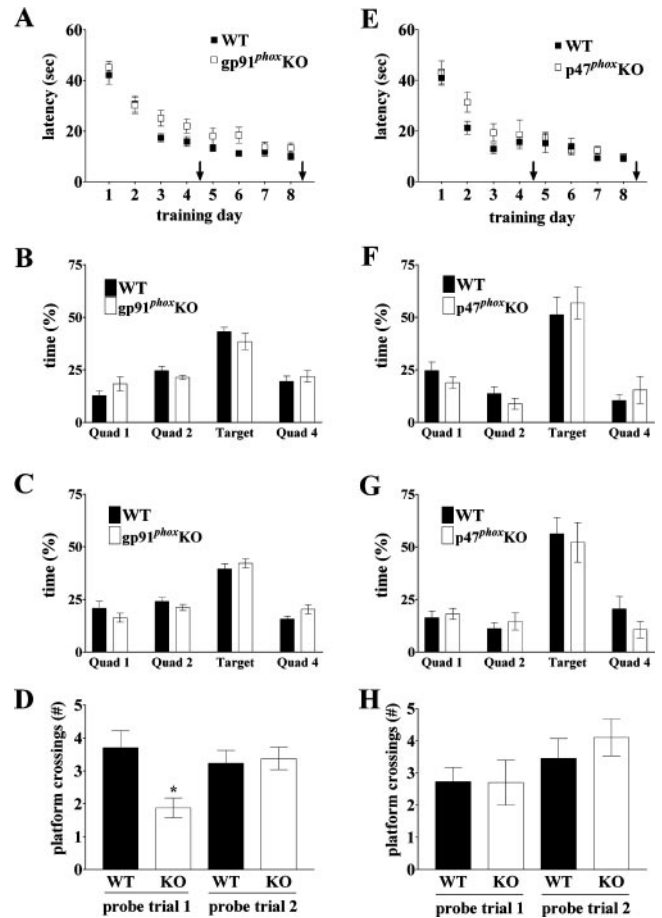 A
60
40
20
0
latency (sec)
WT
gp91phoxKO
1 2 3 4 5 6 7 8
training day
B
75
50
25
0
time (%)
WT
gp91phoxKO
Quad 1 Quad 2 Target Quad 4
C
75
50
25
0
time (%)
WT
gp91phoxKO
Quad 1 Quad 2 Target Quad 4
D
5
4
3
2
1
0
platform crossings (#)
*
WT KO WT KO
probe trial 1 probe trial 2
E
60
40
20
0
latency (sec)
WT
p47phoxKO
1 2 3 4 5 6 7 8
training day
F
75
50
25
0
time (%)
WT
p47phoxKO
Quad 1 Quad 2 Target Quad 4
G
75
50
25
0
time (%)
WT
p47phoxKO
Quad 1 Quad 2 Target Quad 4
H
5
4
3
2
1
0
platform crossings (#)
WT KO WT KO
probe trial 1 probe trial 2